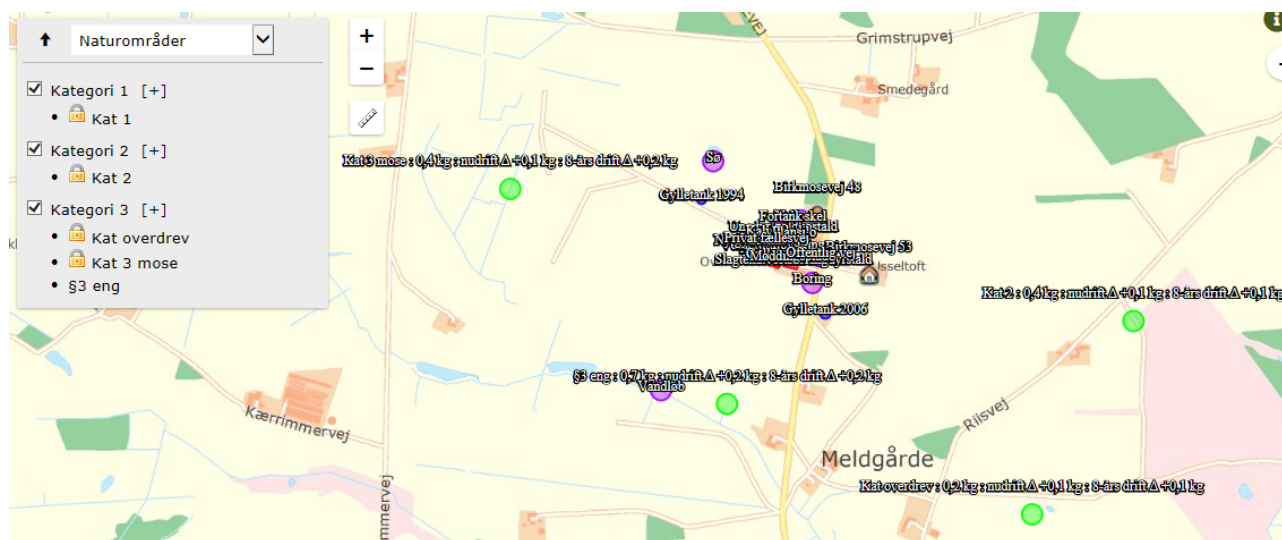 Naturområder
Kategori 1 [+]
Kat 1
Kategori 2 [+]
Kat 2
Kategori 3 [+]
Kat overdrev
Kat 3 mose
§3 eng
+
−
Grimstrupvej
Smedegård
Kat 3 mose : 0,4 kg : nudrift Δ +0,1 kg : 8-års drift Δ +0,2 kg
Sø
Gylletank 1994
Birkmosevej 48
Fortank skel
Privat fællesvej
Offentlig vej
Birkmosevej 53
sseltoft
Boring
Gylletank 2006
Kat 2 : 0,4 kg : nudrift Δ +0,1 kg : 8-års drift Δ +0,1 kg
§3 eng : 0,7 kg : nudrift Δ +0,2 kg : 8-års drift Δ +0,2 kg
Vandløb
Kærrimmervej
Riisvej
Meldgårde
Kat overdrev : 0,2 kg : nudrift Δ +0,1 kg : 8-års drift Δ +0,1 kg
mmervej